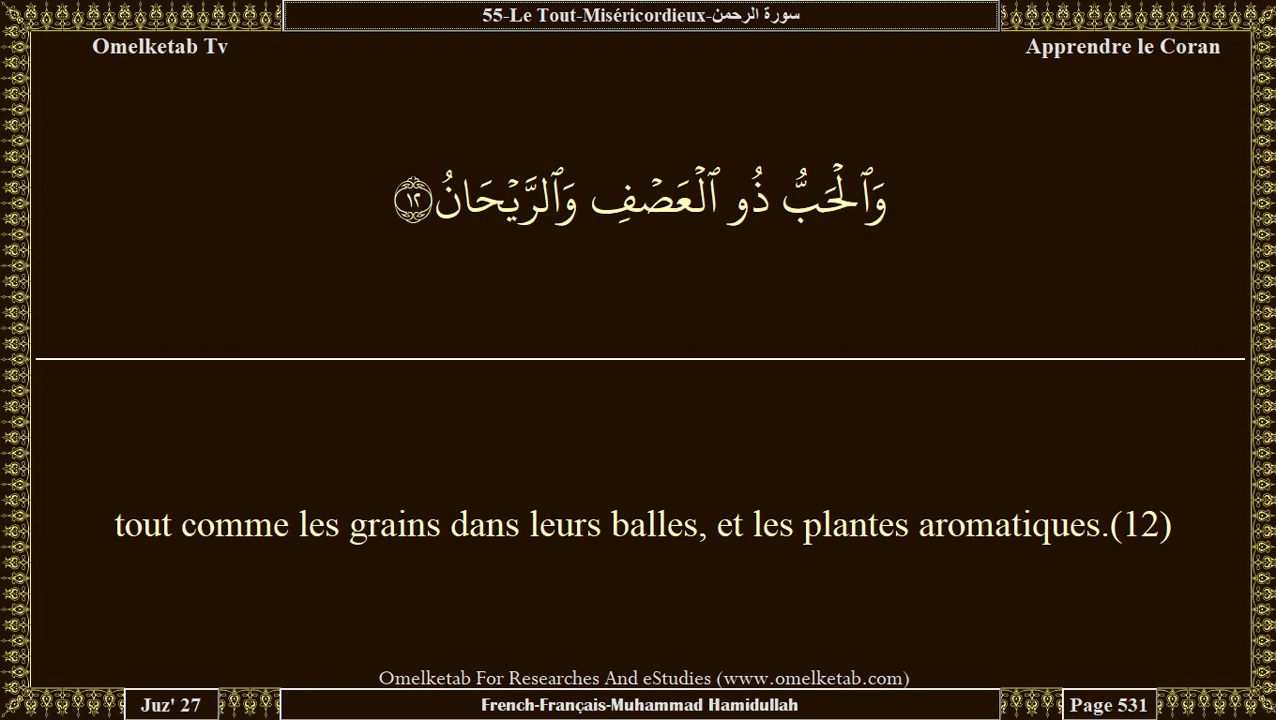 55-Le Tout-Miséricordieux-سورة الرحمن
Omelketab Tv
Apprendre le Coran
وَٱلْحَبُّ ذُو ٱلْعَصْفِ وَٱلرَّيْحَانُ ١٢
tout comme les grains dans leurs balles, et les plantes aromatiques.(12)
Omelketab For Researches And eStudies (www.omelketab.com)
Juz' 27
French-Français-Muhammad Hamidullah
Page 531